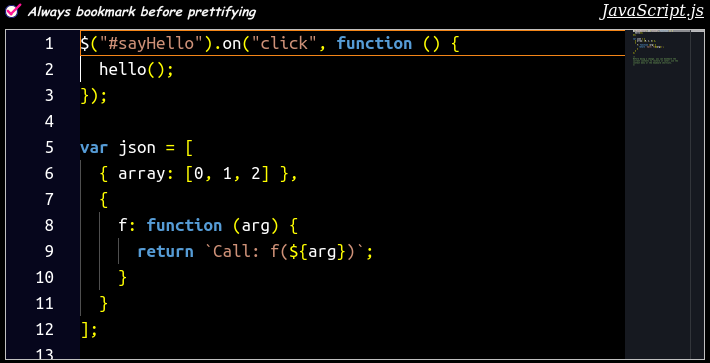 Always bookmark before prettifying
JavaScript.js
1 $("#sayHello").on("click", function () {
2   hello();
3 });
4
5 var json = [
6   { array: [0, 1, 2] },
7   {
8     f: function (arg) {
9       return `Call: f(${arg})`;
10     }
11   }
12 ];
13